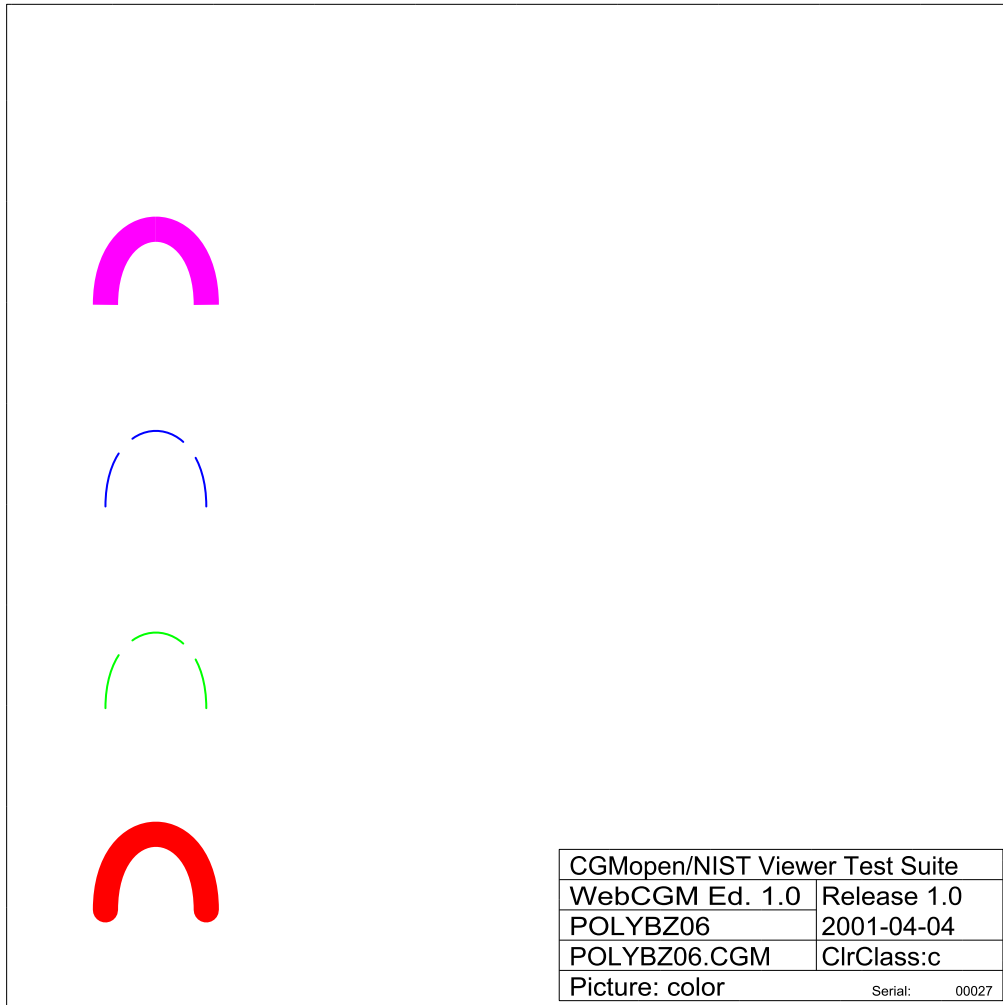 CGMopen/NIST Viewer Test Suite
WebCGM Ed. 1.0 Release 1.0
POLYBZ06 2001-04-04
POLYBZ06.CGM ClrClass:c
Picture: color Serial: 00027